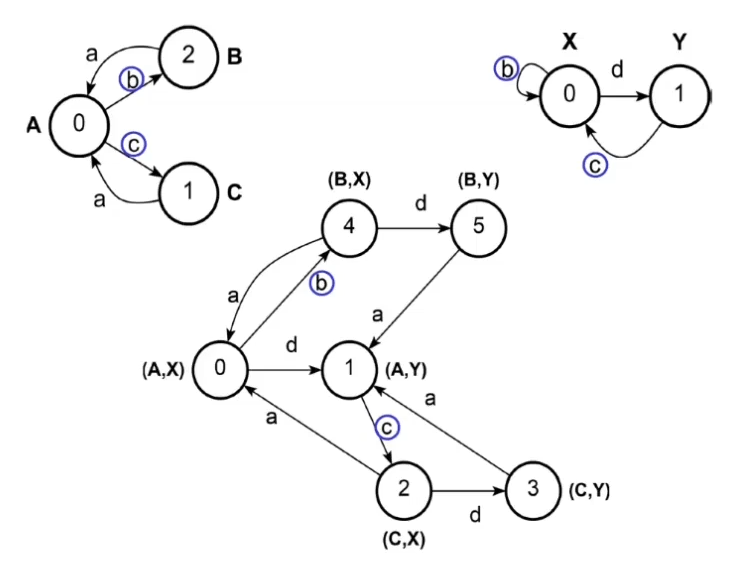 a 2 B
b
A 0
c
a 1 C
X Y
b 0 d 1
c
(B,X) (B,Y)
4 d 5
a b
a
d
(A,X) 0 1 (A,Y)
a c a
2 3 (C,Y)
d
(C,X)